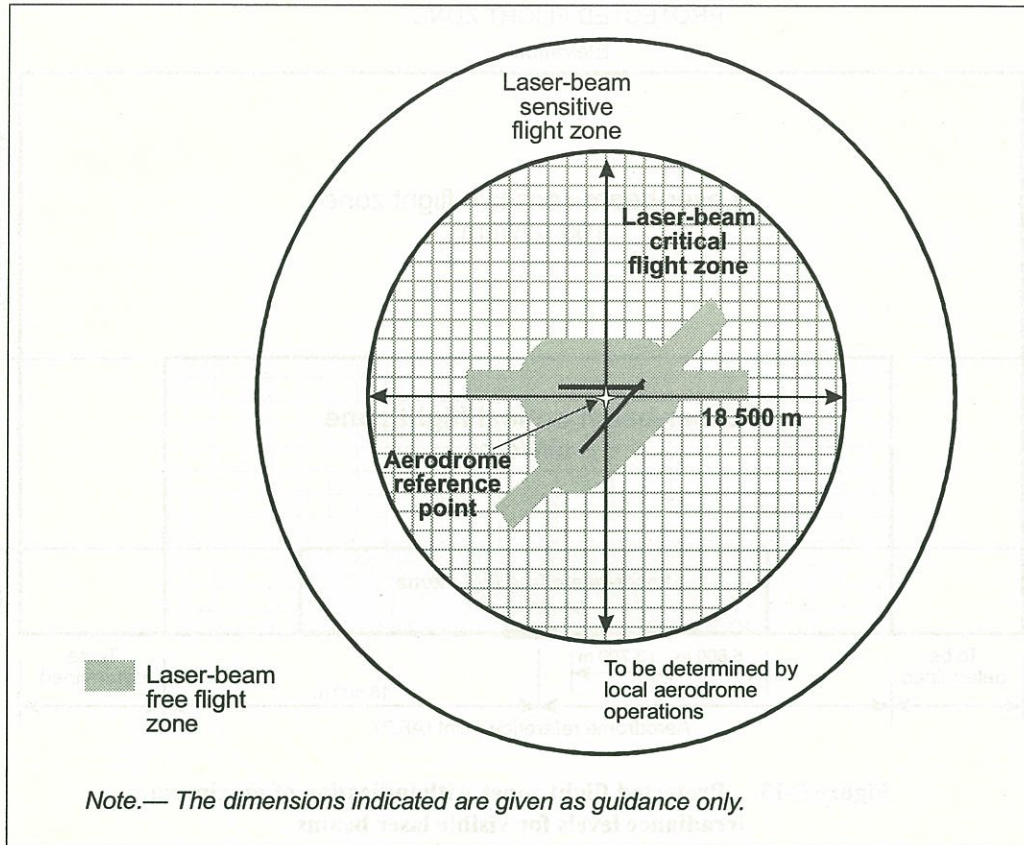 Laser-beam
sensitive
flight zone
Laser-beam
critical
flight zone
18 500 m
Aerodrome
reference
point
Laser-beam
free flight
zone
To be determined by
local aerodrome
operations
Note.— The dimensions indicated are given as guidance only.